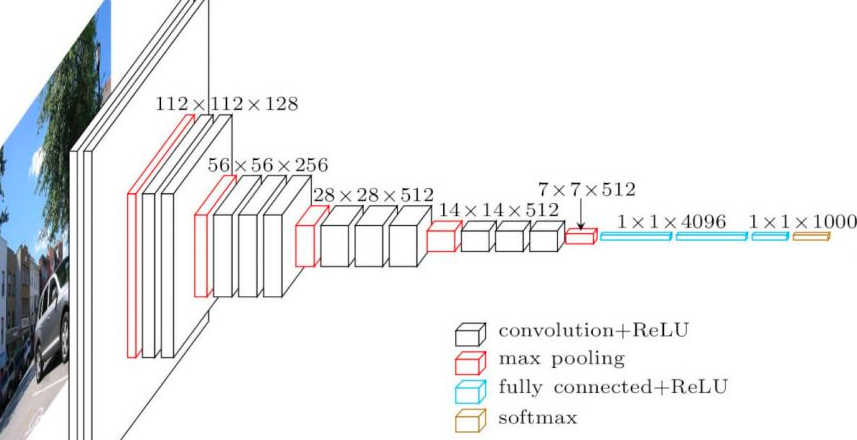 112×112×128
56×56×256
28×28×512
14×14×512
7×7×512
1×1×4096
1×1×1000
convolution+ReLU
max pooling
fully connected+ReLU
softmax